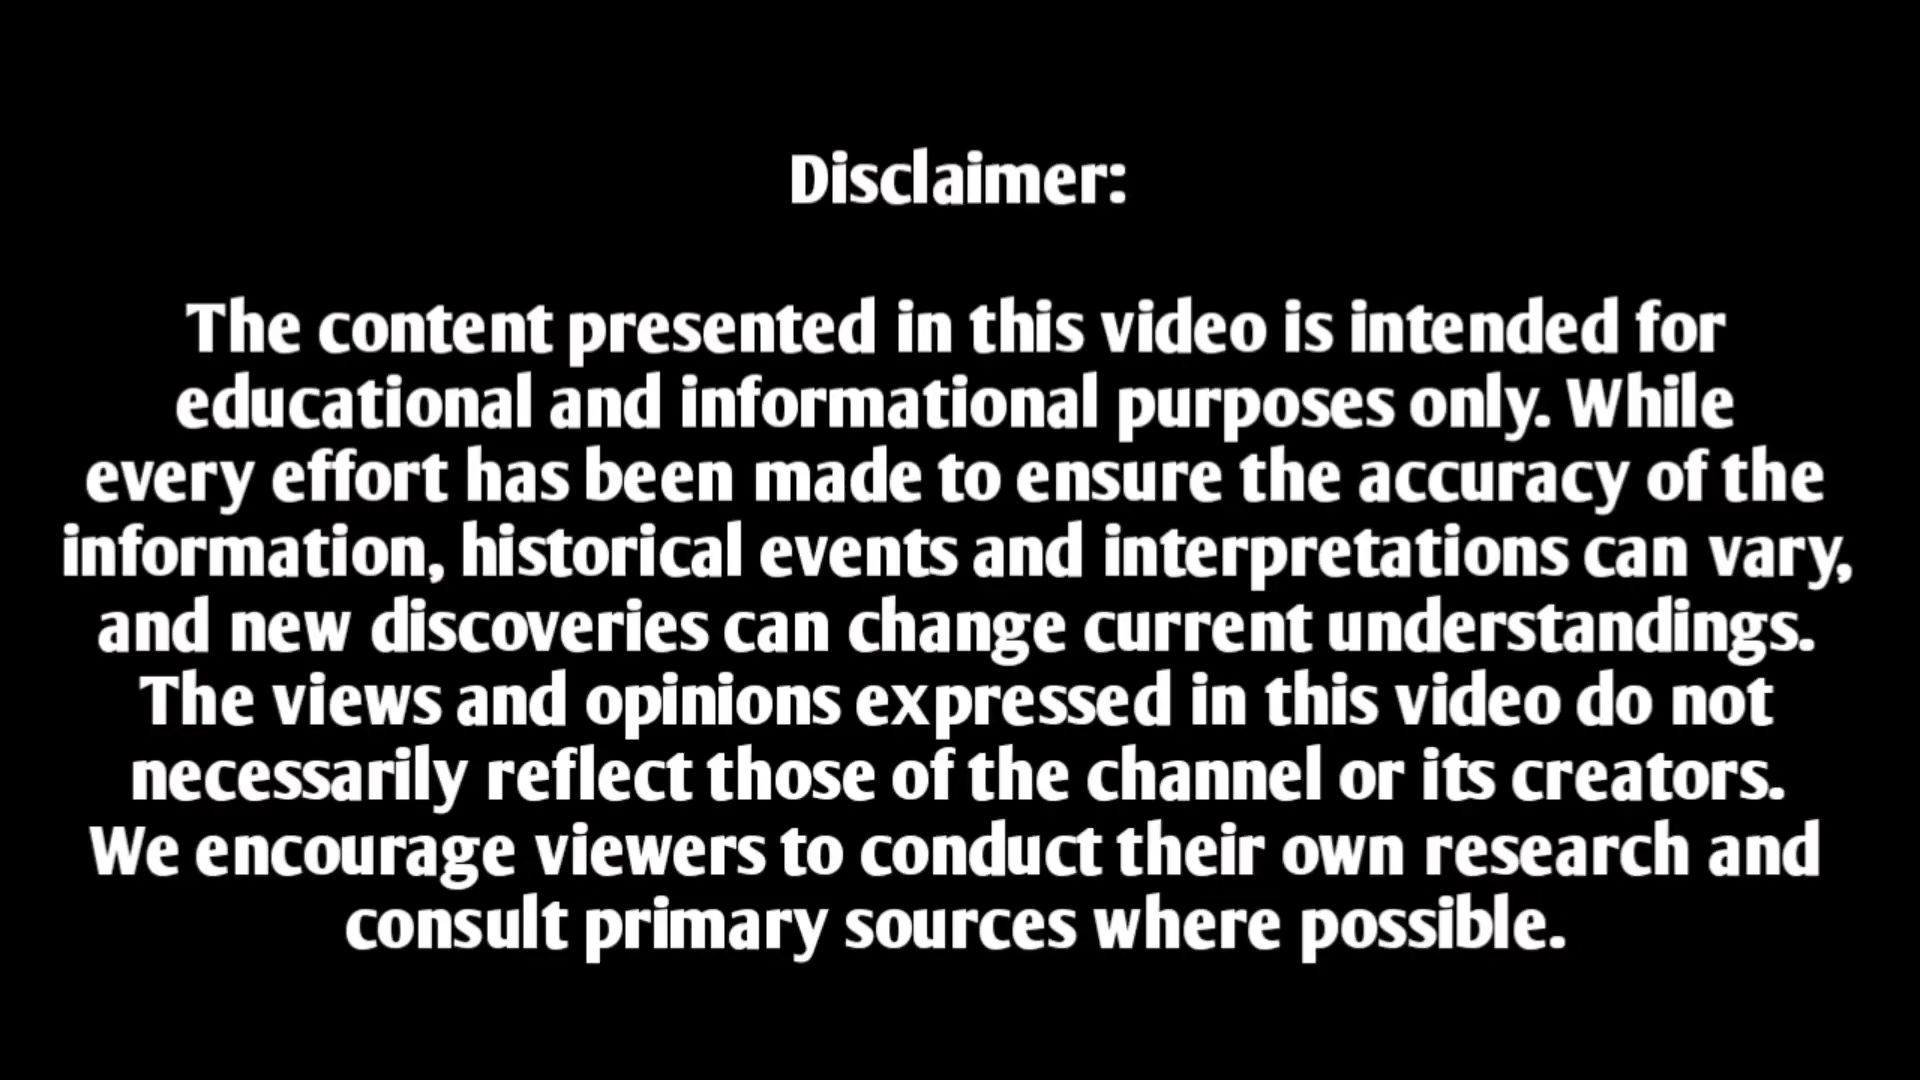 Disclaimer:
The content presented in this video is intended for
educational and informational purposes only. While
every effort has been made to ensure the accuracy of the
information, historical events and interpretations can vary,
and new discoveries can change current understandings.
The views and opinions expressed in this video do not
necessarily reflect those of the channel or its creators.
We encourage viewers to conduct their own research and
consult primary sources where possible.